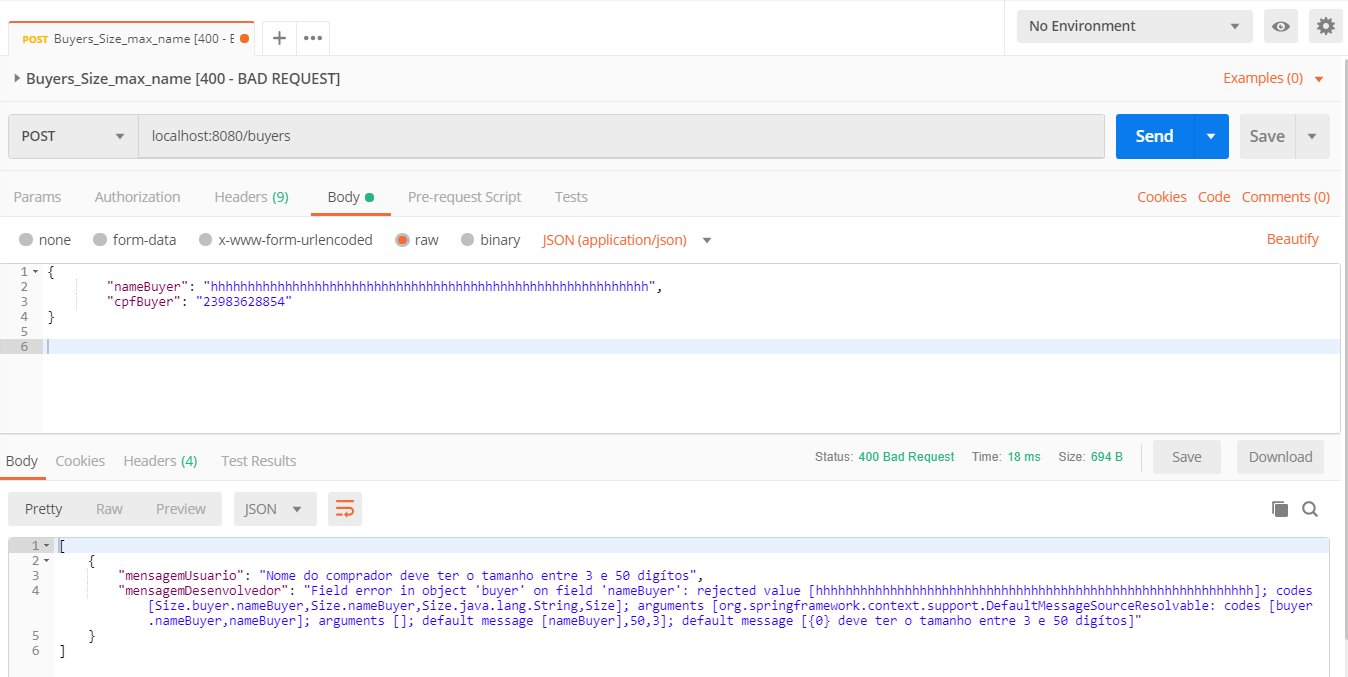 POST Buyers_Size_max_name [400 - E
No Environment
Buyers_Size_max_name [400 - BAD REQUEST]
Examples (0)
POST localhost:8080/buyers Send Save
Params Authorization Headers (9) Body Pre-request Script Tests Cookies Code Comments (0)
none form-data x-www-form-urlencoded raw binary JSON (application/json) Beautify
1 {
2 "nameBuyer": "hhhhhhhhhhhhhhhhhhhhhhhhhhhhhhhhhhhhhhhhhhhhhhhhhhhhhhhhhhh",
3 "cpfBuyer": "23983628854"
4 }
5
6
Body Cookies Headers (4) Test Results Status: 400 Bad Request Time: 18 ms Size: 694 B Save Download
Pretty Raw Preview JSON
1 [
2 {
3 "mensagemUsuario": "Nome do comprador deve ter o tamanho entre 3 e 50 digítos",
4 "mensagemDesenvolvedor": "Field error in object 'buyer' on field 'nameBuyer': rejected value [hhhhhhhhhhhhhhhhhhhhhhhhhhhhhhhhhhhhhhhhhhhhhhhhhhhhhhhhhhh]; codes
[Size.buyer.nameBuyer,Size.nameBuyer,Size.java.lang.String,Size]; arguments [org.springframework.context.support.DefaultMessageSourceResolvable: codes [buyer
.nameBuyer,nameBuyer]; arguments []; default message [nameBuyer],50,3]; default message [{0} deve ter o tamanho entre 3 e 50 digítos]"
5 }
6 ]